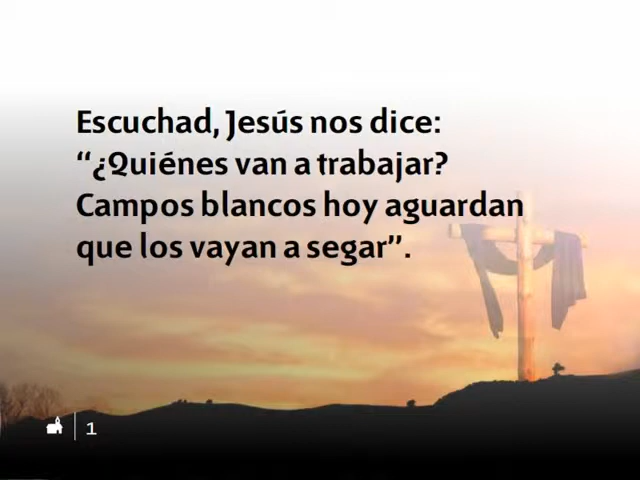 Escuchad, Jesús nos dice:
“¿Quiénes van a trabajar?
Campos blancos hoy aguardan
que los vayan a segar”.
1